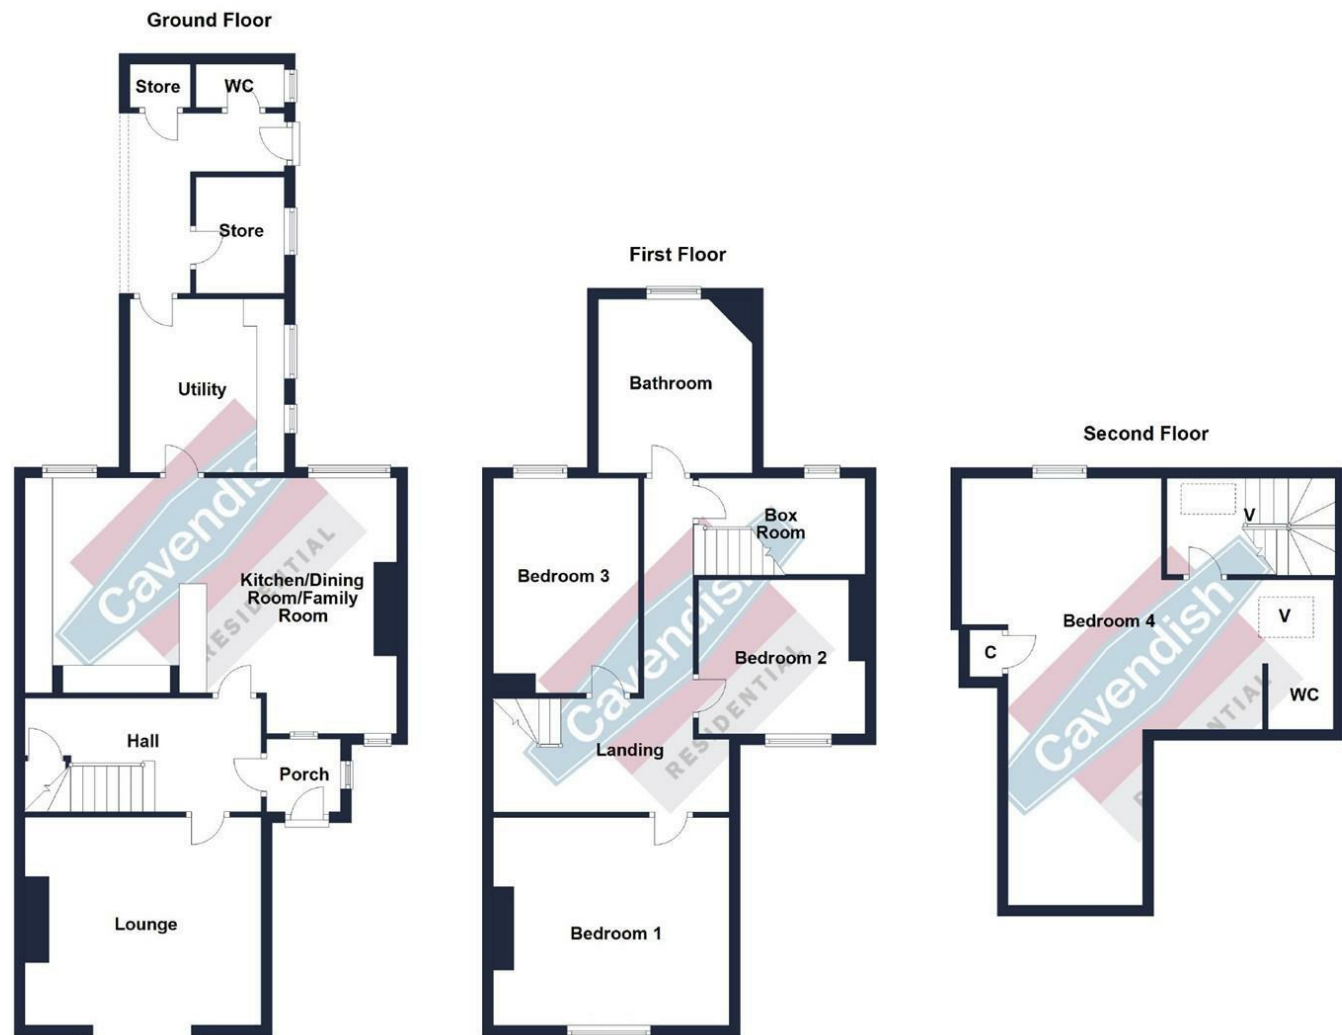 Ground Floor
Store
WC
Store
Utility
Kitchen/Dining
Room/Family
Room
Hall
Porch
Lounge
Cavendish
RESIDENTIAL
First Floor
Bathroom
Box
Room
Bedroom 3
Bedroom 2
Landing
Bedroom 1
Cavendish
RESIDENTIAL
Second Floor
V
Bedroom 4
V
C
WC
Cavendish
RESIDENTIAL